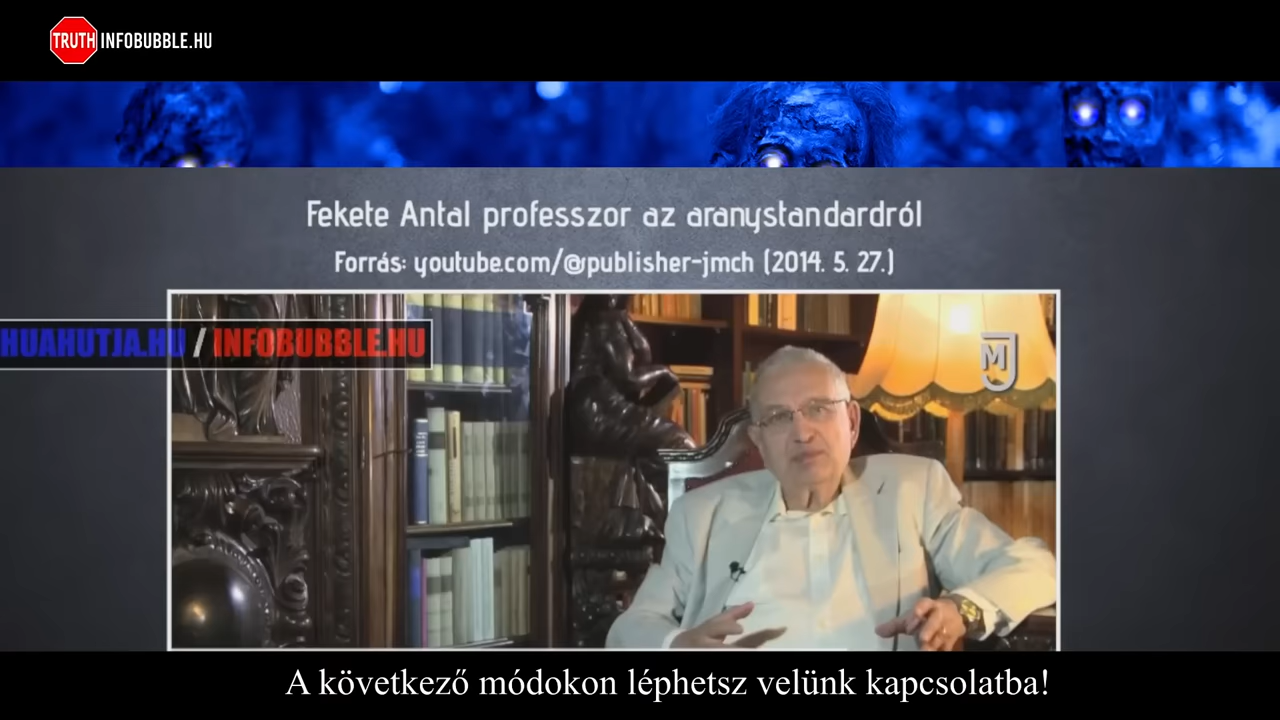 TRUTH INFOBUBBLE.HU
Fekete Antal professzor az aranystandardról
Forrás: youtube.com/@publisher-jmch (2014. 5. 27.)
HUAHUTJA.HU / INFOBUBBLE.HU
MJ
A következő módokon léphetsz velünk kapcsolatba!